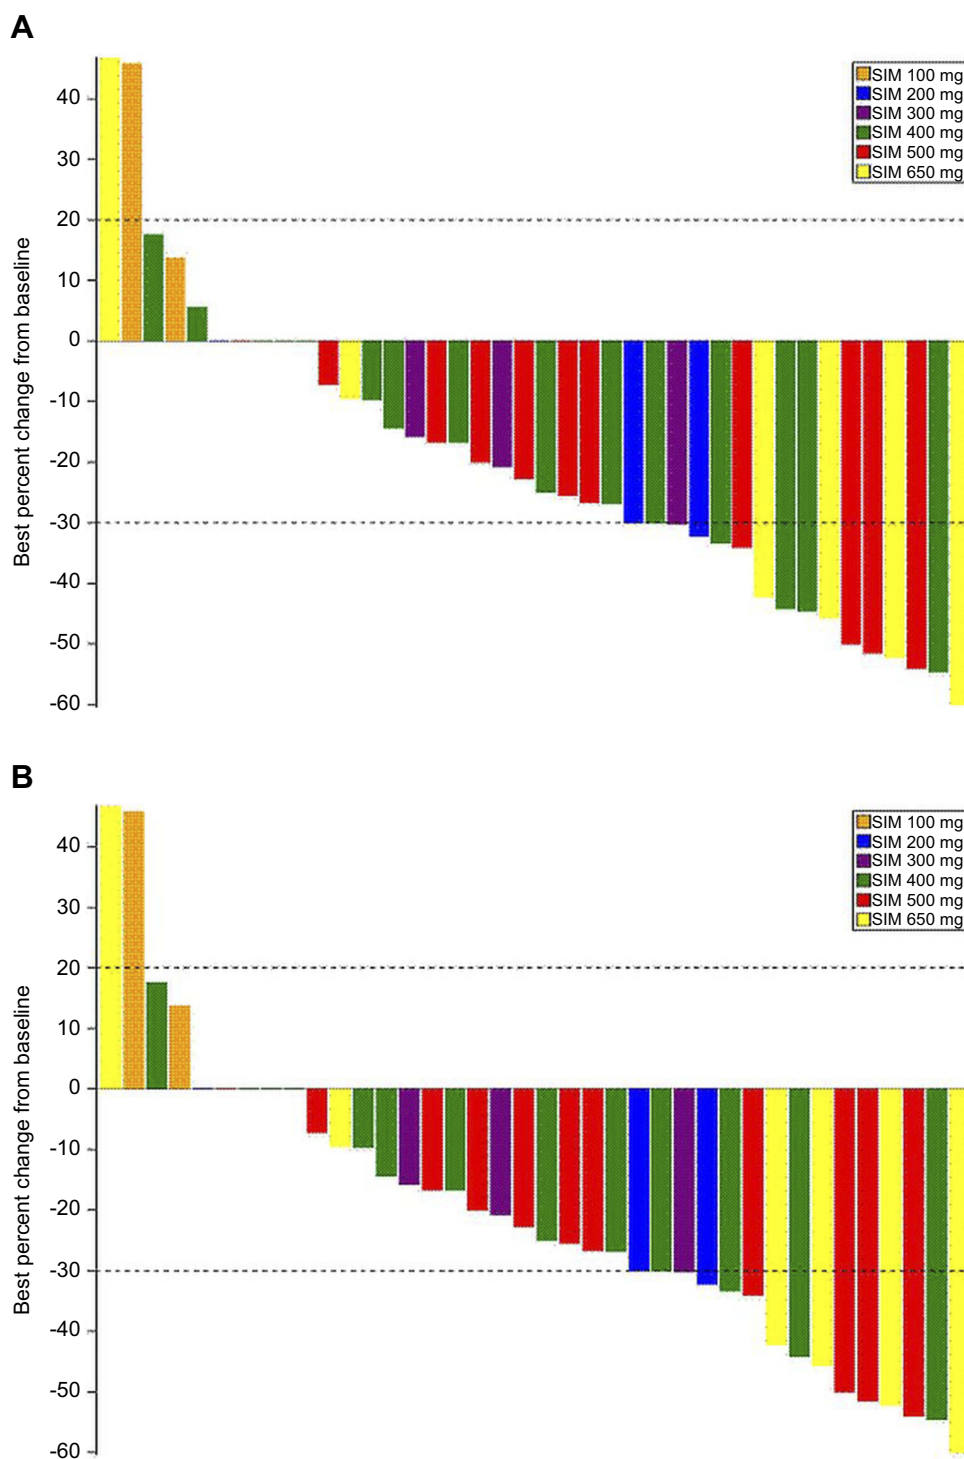 A
Best percent change from baseline
40
30
20
10
0
-10
-20
-30
-40
-50
-60
SIM 100 mg
SIM 200 mg
SIM 300 mg
SIM 400 mg
SIM 500 mg
SIM 650 mg
B
Best percent change from baseline
40
30
20
10
0
-10
-20
-30
-40
-50
-60
SIM 100 mg
SIM 200 mg
SIM 300 mg
SIM 400 mg
SIM 500 mg
SIM 650 mg